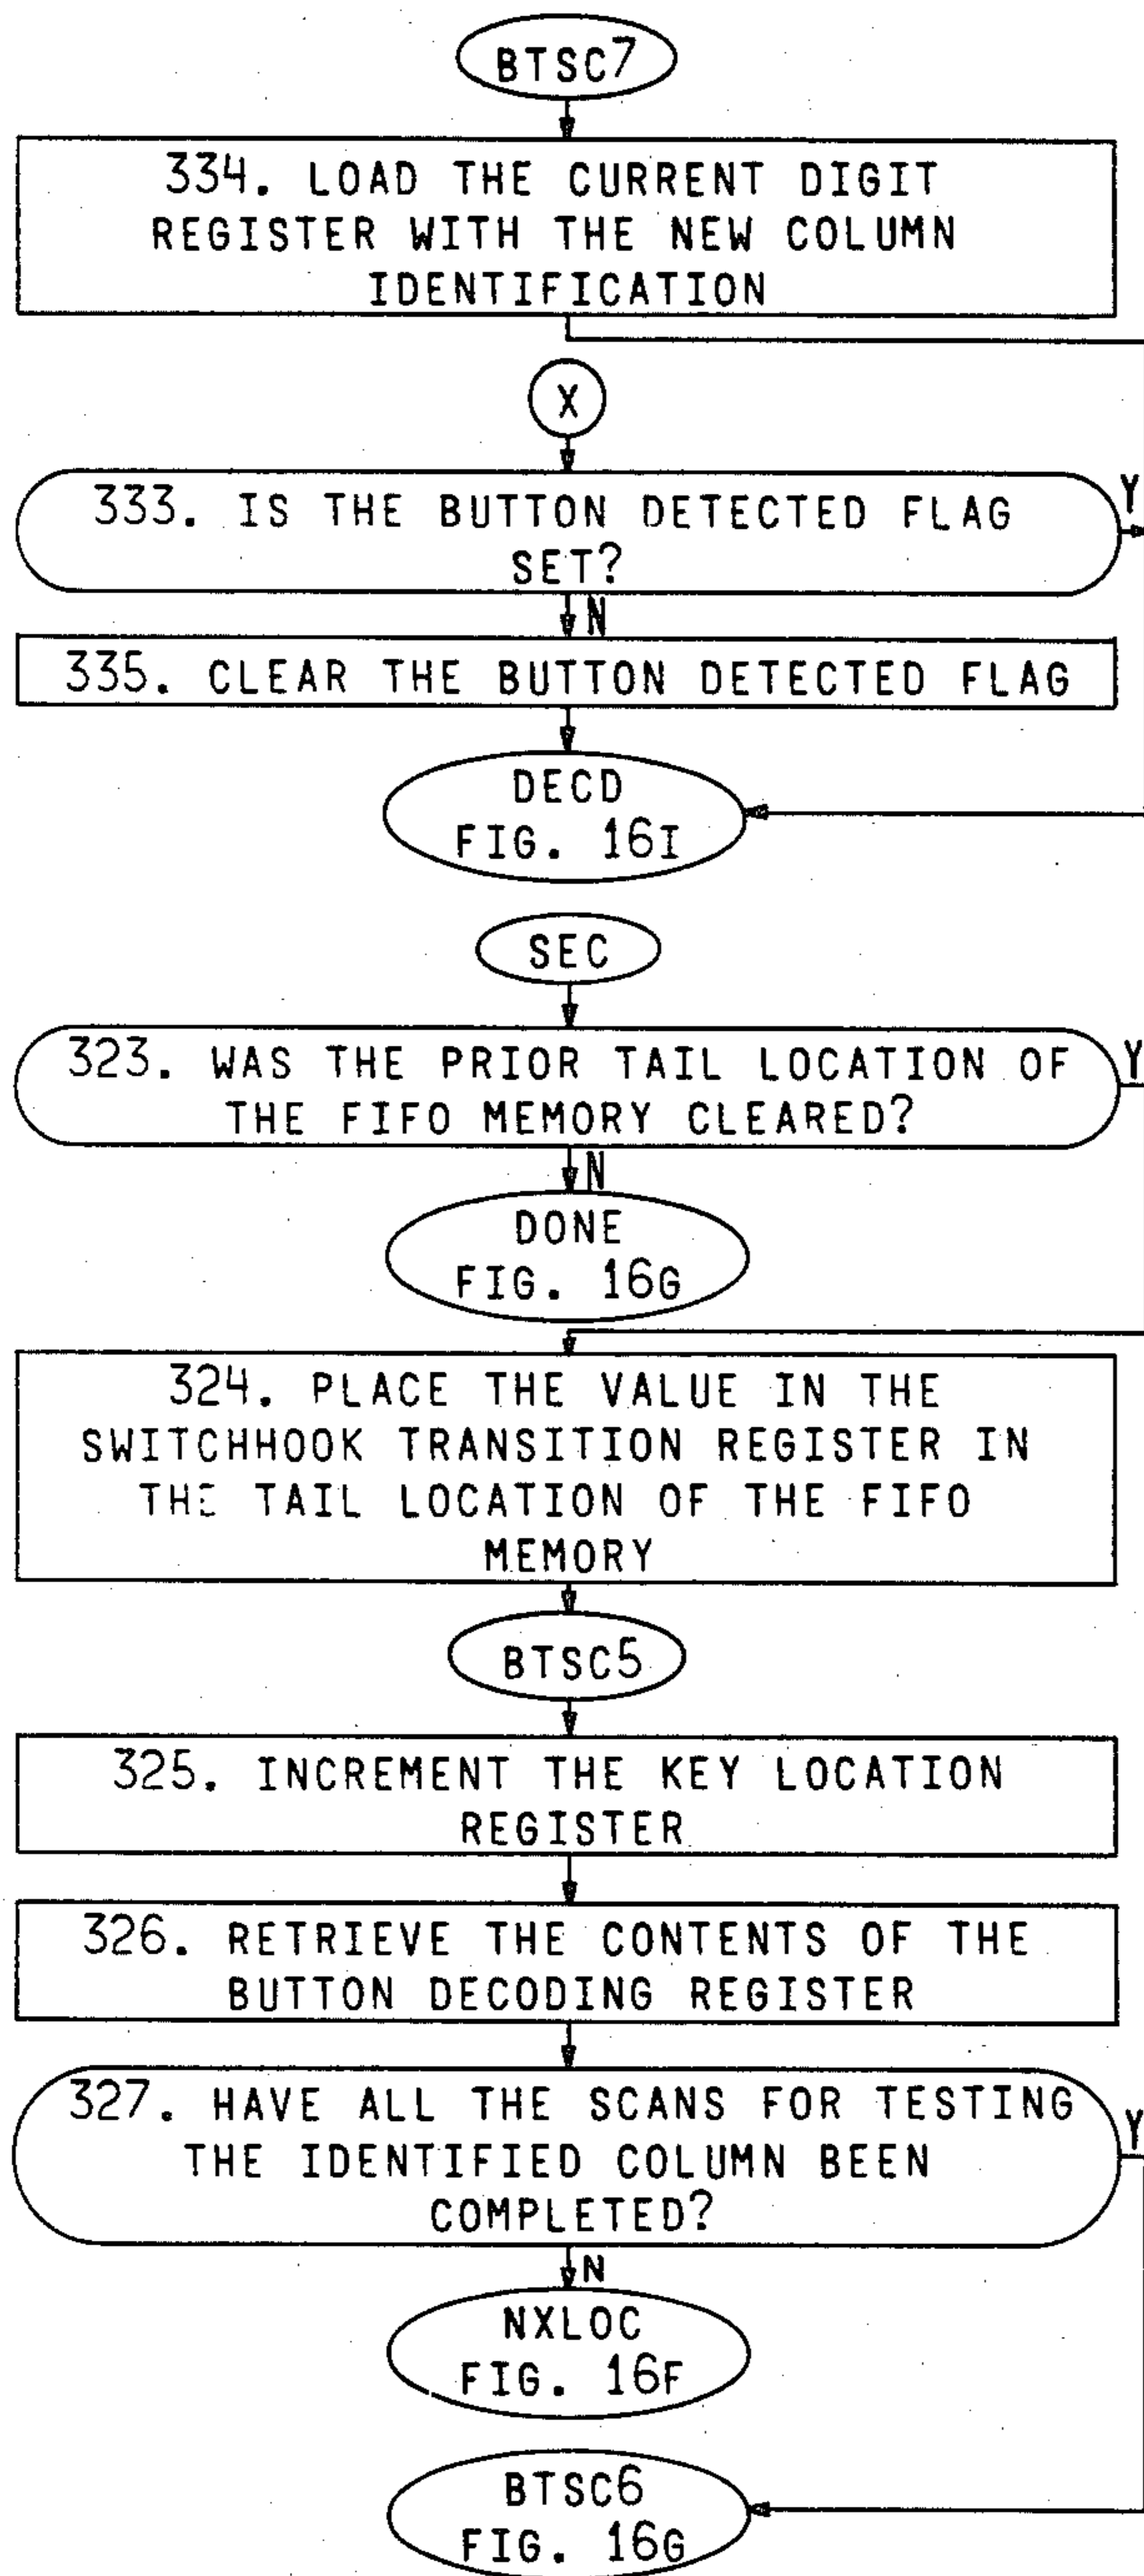 BTSC7
334. LOAD THE CURRENT DIGIT
REGISTER WITH THE NEW COLUMN
IDENTIFICATION
X
333. IS THE BUTTON DETECTED FLAG
SET?
Y
N
335. CLEAR THE BUTTON DETECTED FLAG
DECD
FIG. 16I
SEC
323. WAS THE PRIOR TAIL LOCATION OF
THE FIFO MEMORY CLEARED?
Y
N
DONE
FIG. 16G
324. PLACE THE VALUE IN THE
SWITCHHOOK TRANSITION REGISTER IN
THE TAIL LOCATION OF THE FIFO
MEMORY
BTSC5
325. INCREMENT THE KEY LOCATION
REGISTER
326. RETRIEVE THE CONTENTS OF THE
BUTTON DECODING REGISTER
327. HAVE ALL THE SCANS FOR TESTING
THE IDENTIFIED COLUMN BEEN
COMPLETED?
Y
N
NXLOC
FIG. 16F
BTSC6
FIG. 16G